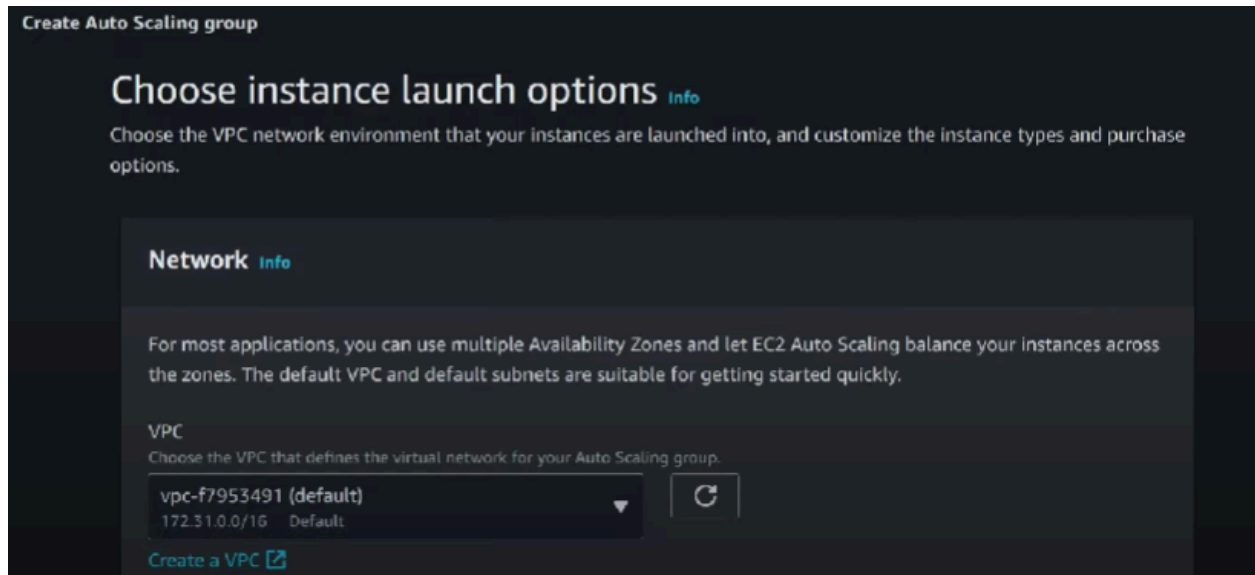 Create Auto Scaling group
Choose instance launch options Info
Choose the VPC network environment that your instances are launched into, and customize the instance types and purchase
options.
Network Info
For most applications, you can use multiple Availability Zones and let EC2 Auto Scaling balance your instances across
the zones. The default VPC and default subnets are suitable for getting started quickly.
VPC
Choose the VPC that defines the virtual network for your Auto Scaling group.
vpc-f7953491 (default)
172.31.0.0/16 Default
Create a VPC